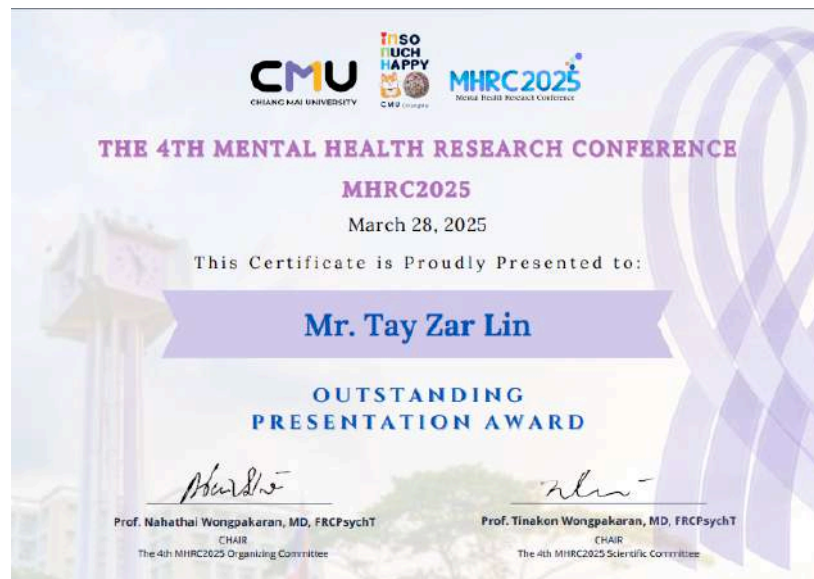 CMU
CHIANG MAI UNIVERSITY
INSO
MUCH
HAPPY
CMU
MHRC2025
Mental Health Research Conference
THE 4TH MENTAL HEALTH RESEARCH CONFERENCE
MHRC2025
March 28, 2025
This Certificate is Proudly Presented to:
Mr. Tay Zar Lin
OUTSTANDING
PRESENTATION AWARD
Prof. Nahathai Wongpakaran, MD, FRCPsychT
CHAIR
The 4th MHRC2025 Organizing Committee
Prof. Tinakon Wongpakaran, MD, FRCPsychT
CHAIR
The 4th MHRC2025 Scientific Committee